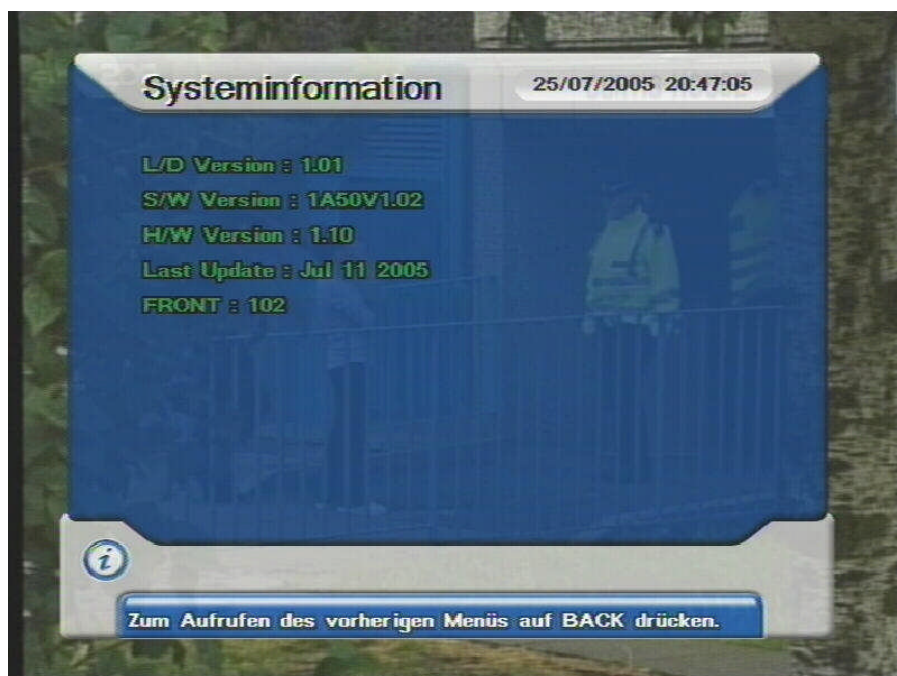 Systeminformation
25/07/2005 20:47:05
L/D Version : 1.01
S/W Version : 1A50V1.02
H/W Version : 1.10
Last Update : Jul 11 2005
FRONT : 102
i
Zum Aufrufen des vorherigen Menüs auf BACK drücken.